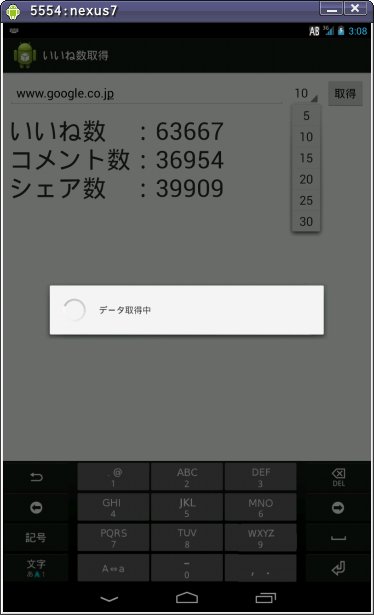 5554:nexus7
AB 3G 3:08
いいね数取得
www.google.co.jp 10 取得
いいね数 :63667
コメント数:36954
シェア数 :39909
5
10
15
20
25
30
データ取得中
.@ ABC DEF
1 2 3 DEL
GHI JKL MNO
4 5 6
記号 PQRS TUV WXYZ
7 8 9
文字 A⇔a - , .
あA1 0